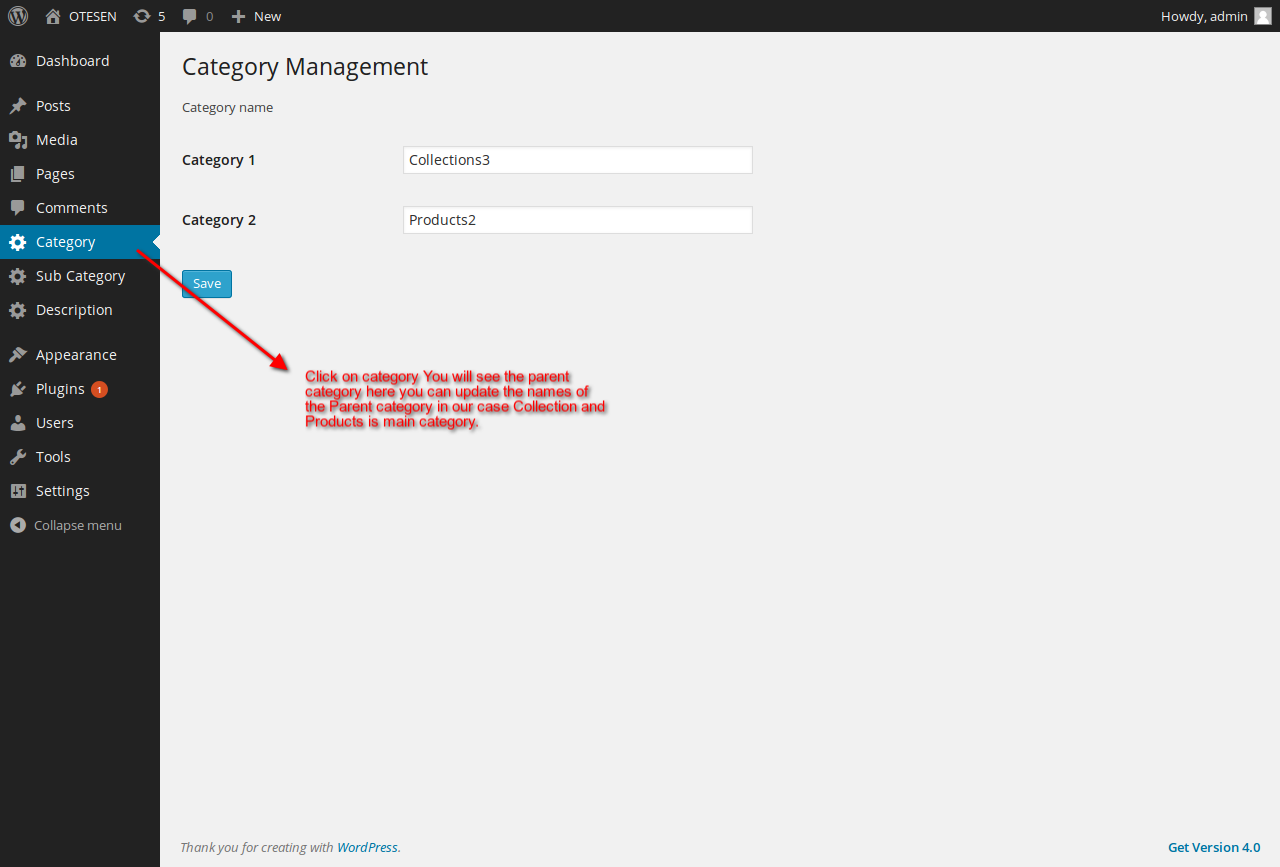 OTESEN 5 0 New Howdy, admin
Dashboard
Posts
Media
Pages
Comments
Category
Sub Category
Description
Appearance
Plugins 1
Users
Tools
Settings
Collapse menu
Category Management
Category name
Category 1 Collections3
Category 2 Products2
Save
Click on category You will see the parent
category here you can update the names of
the Parent category in our case Collection and
Products is main category.
Thank you for creating with WordPress. Get Version 4.0